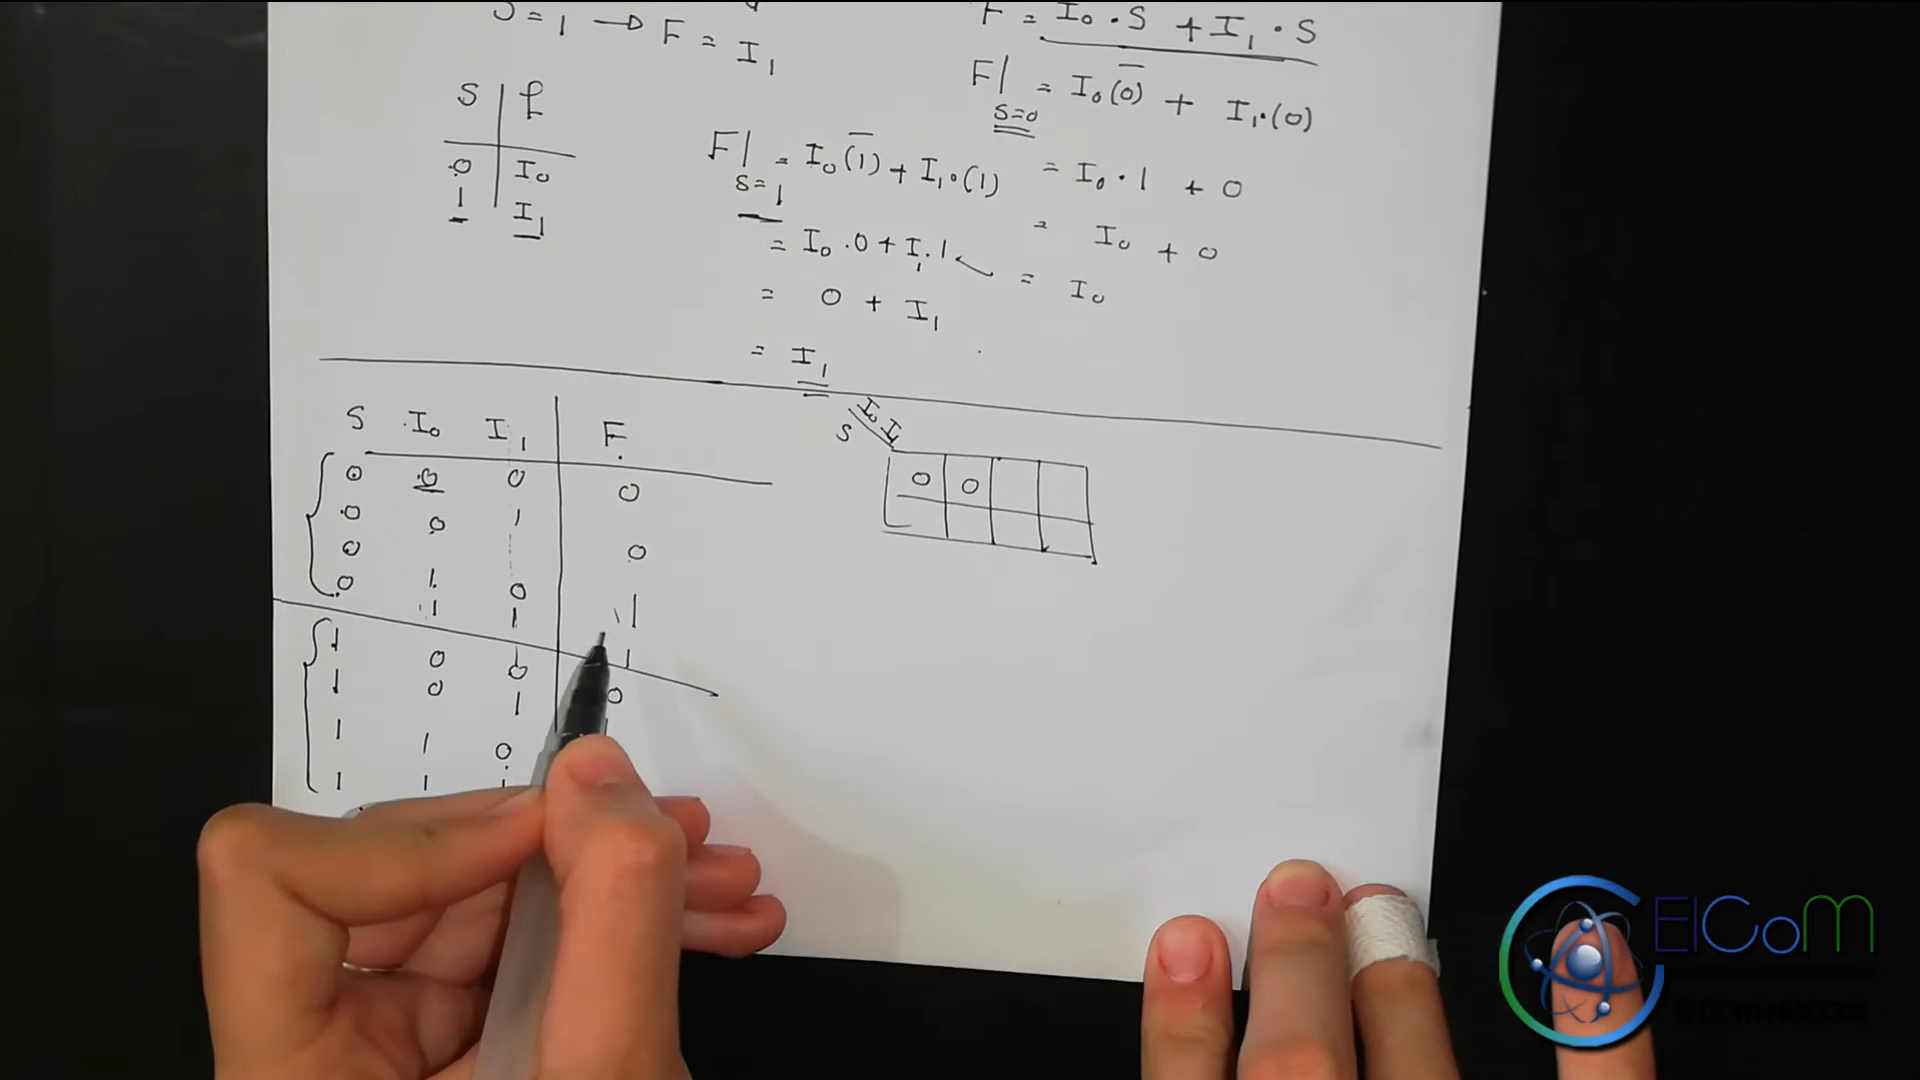 S = 1 → F = I1
F = I0 · S + I1 · S
S | f
0 | I0
1 | I1
F|S=0 = I0(0̅) + I1·(0)
= I0 · 1 + 0
= I0 + 0
= I0
F|S=1 = I0(1̅) + I1·(1)
= I0 · 0 + I1 · 1
= 0 + I1
= I1
S I0 I1 | F
0 0 0 | 0
0 0 1 | 0
0 1 0 | 1
0 1 1 | 1
1 0 0 | 0
1 0 1
1 1 0
1 1
I0 I1
S
0 0
ElCoM